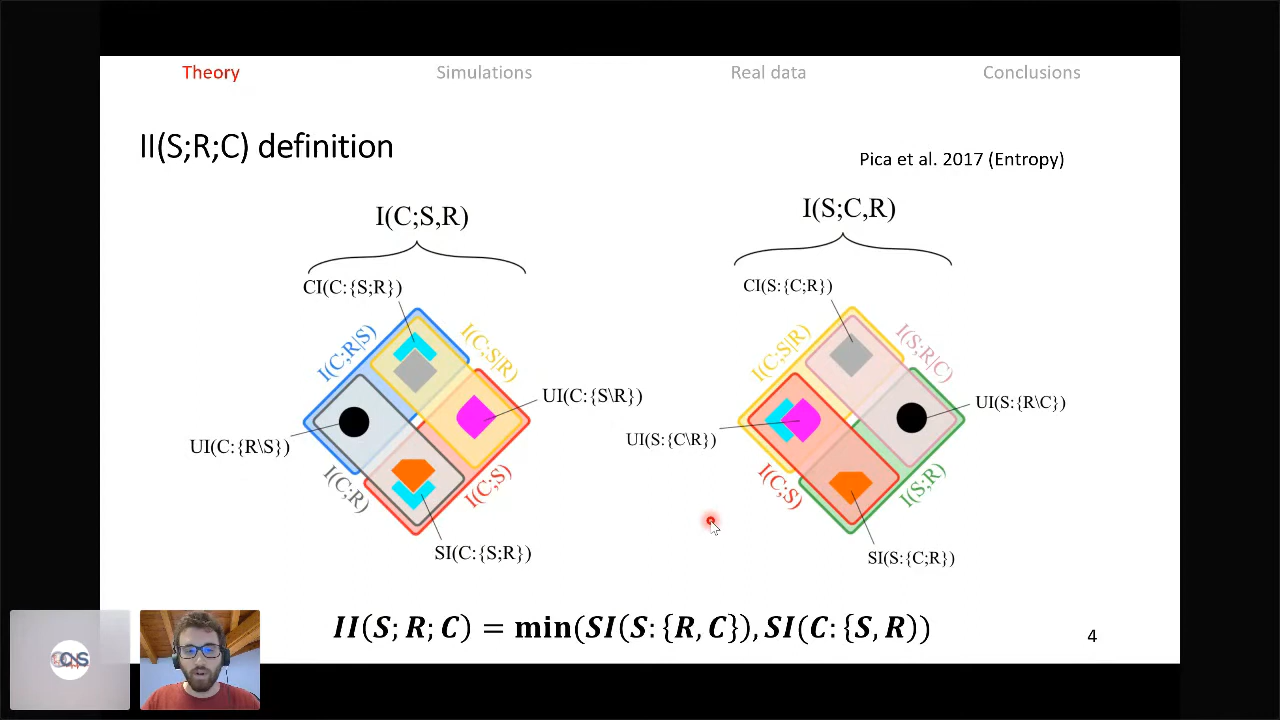 Theory Simulations Real data Conclusions
II(S;R;C) definition
Pica et al. 2017 (Entropy)
I(C;S,R)
I(S;C,R)
CI(C:{S;R})
CI(S:{C;R})
I(C;R|S)
I(C;S|R)
I(C;S|R)
I(S;R|C)
UI(C:{S\R})
UI(S:{R\C})
UI(C:{R\S})
UI(S:{C\R})
I(C;R)
I(C;S)
I(C;S)
I(S;R)
SI(C:{S;R})
SI(S:{C;R})
II(S; R; C) = min(SI(S: {R, C}), SI(C: {S, R))
4